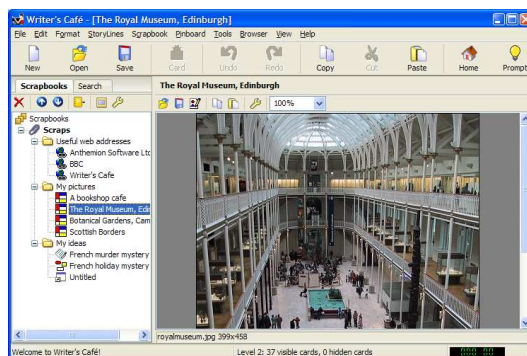 Writer's Café - [The Royal Museum, Edinburgh]
File Edit Format StoryLines Scrapbook Pinboard Tools Browser View Help
New Open Save Card Undo Redo Copy Cut Paste Home Prompt
Scrapbooks Search
The Royal Museum, Edinburgh
100%
Scrapbooks
Scraps
Useful web addresses
Anthemion Software Ltd
BBC
Writer's Cafe
My pictures
A bookshop cafe
The Royal Museum, Edin
Botanical Gardens, Cam
Scottish Borders
My ideas
French murder mystery
French holiday mystery
Untitled
royalmuseum.jpg 399x458
Welcome to Writer's Café! Level 2: 37 visible cards, 0 hidden cards